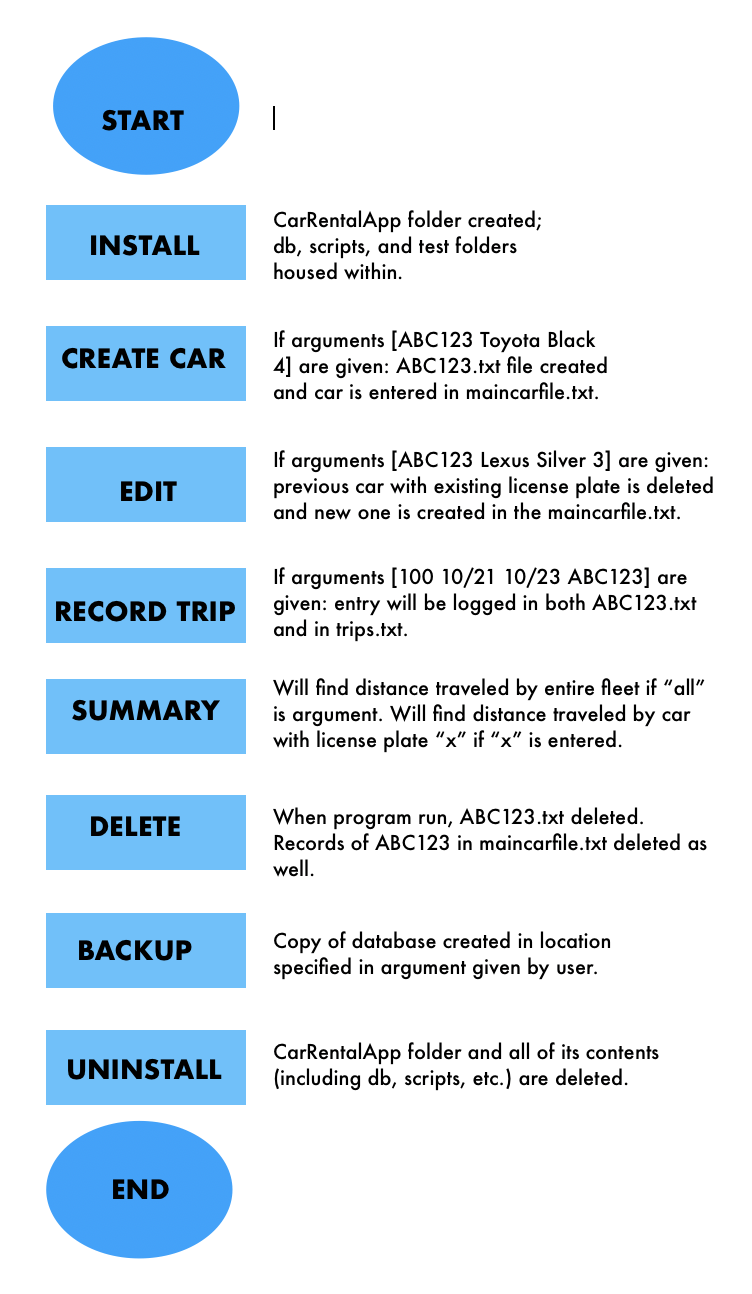 START
INSTALL
CarRentalApp folder created;
db, scripts, and test folders
housed within.
CREATE CAR
If arguments [ABC123 Toyota Black
4] are given: ABC123.txt file created
and car is entered in maincarfile.txt.
EDIT
If arguments [ABC123 Lexus Silver 3] are given:
previous car with existing license plate is deleted
and new one is created in the maincarfile.txt.
RECORD TRIP
If arguments [100 10/21 10/23 ABC123] are
given: entry will be logged in both ABC123.txt
and in trips.txt.
SUMMARY
Will find distance traveled by entire fleet if “all”
is argument. Will find distance traveled by car
with license plate “x” if “x” is entered.
DELETE
When program run, ABC123.txt deleted.
Records of ABC123 in maincarfile.txt deleted as
well.
BACKUP
Copy of database created in location
specified in argument given by user.
UNINSTALL
CarRentalApp folder and all of its contents
(including db, scripts, etc.) are deleted.
END